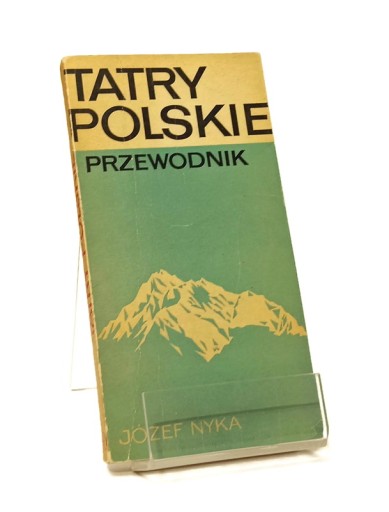 TATRY
POLSKIE
PRZEWODNIK
JÓZEF NYKA